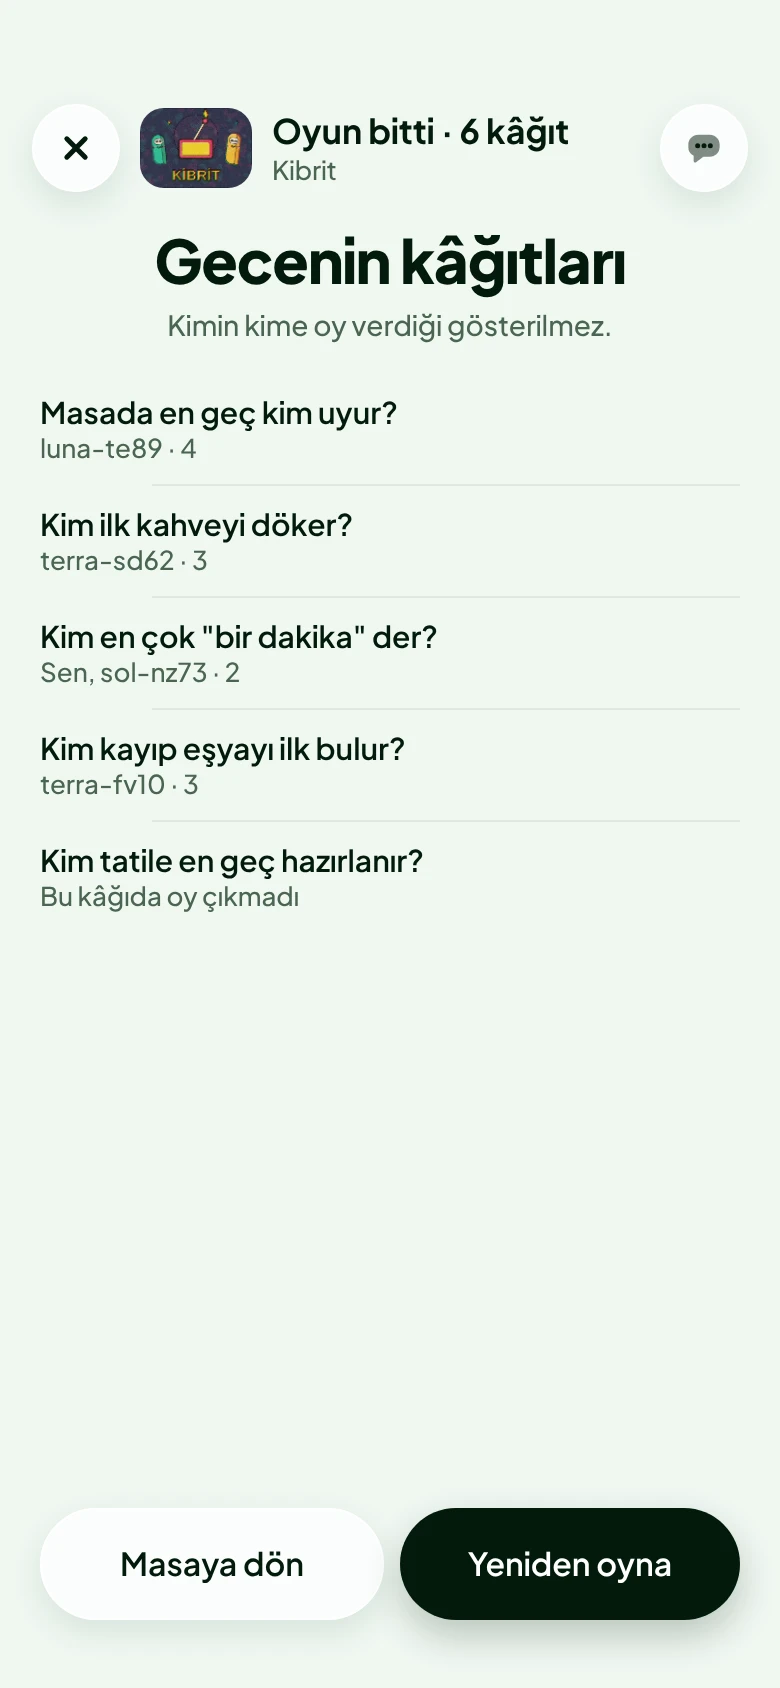 Oyun bitti · 6 kâğıt
Kibrit
KİBRİT
Gecenin kâğıtları
Kimin kime oy verdiği gösterilmez.
Masada en geç kim uyur?
luna-te89 · 4
Kim ilk kahveyi döker?
terra-sd62 · 3
Kim en çok "bir dakika" der?
Sen, sol-nz73 · 2
Kim kayıp eşyayı ilk bulur?
terra-fv10 · 3
Kim tatile en geç hazırlanır?
Bu kâğıda oy çıkmadı
Masaya dön
Yeniden oyna